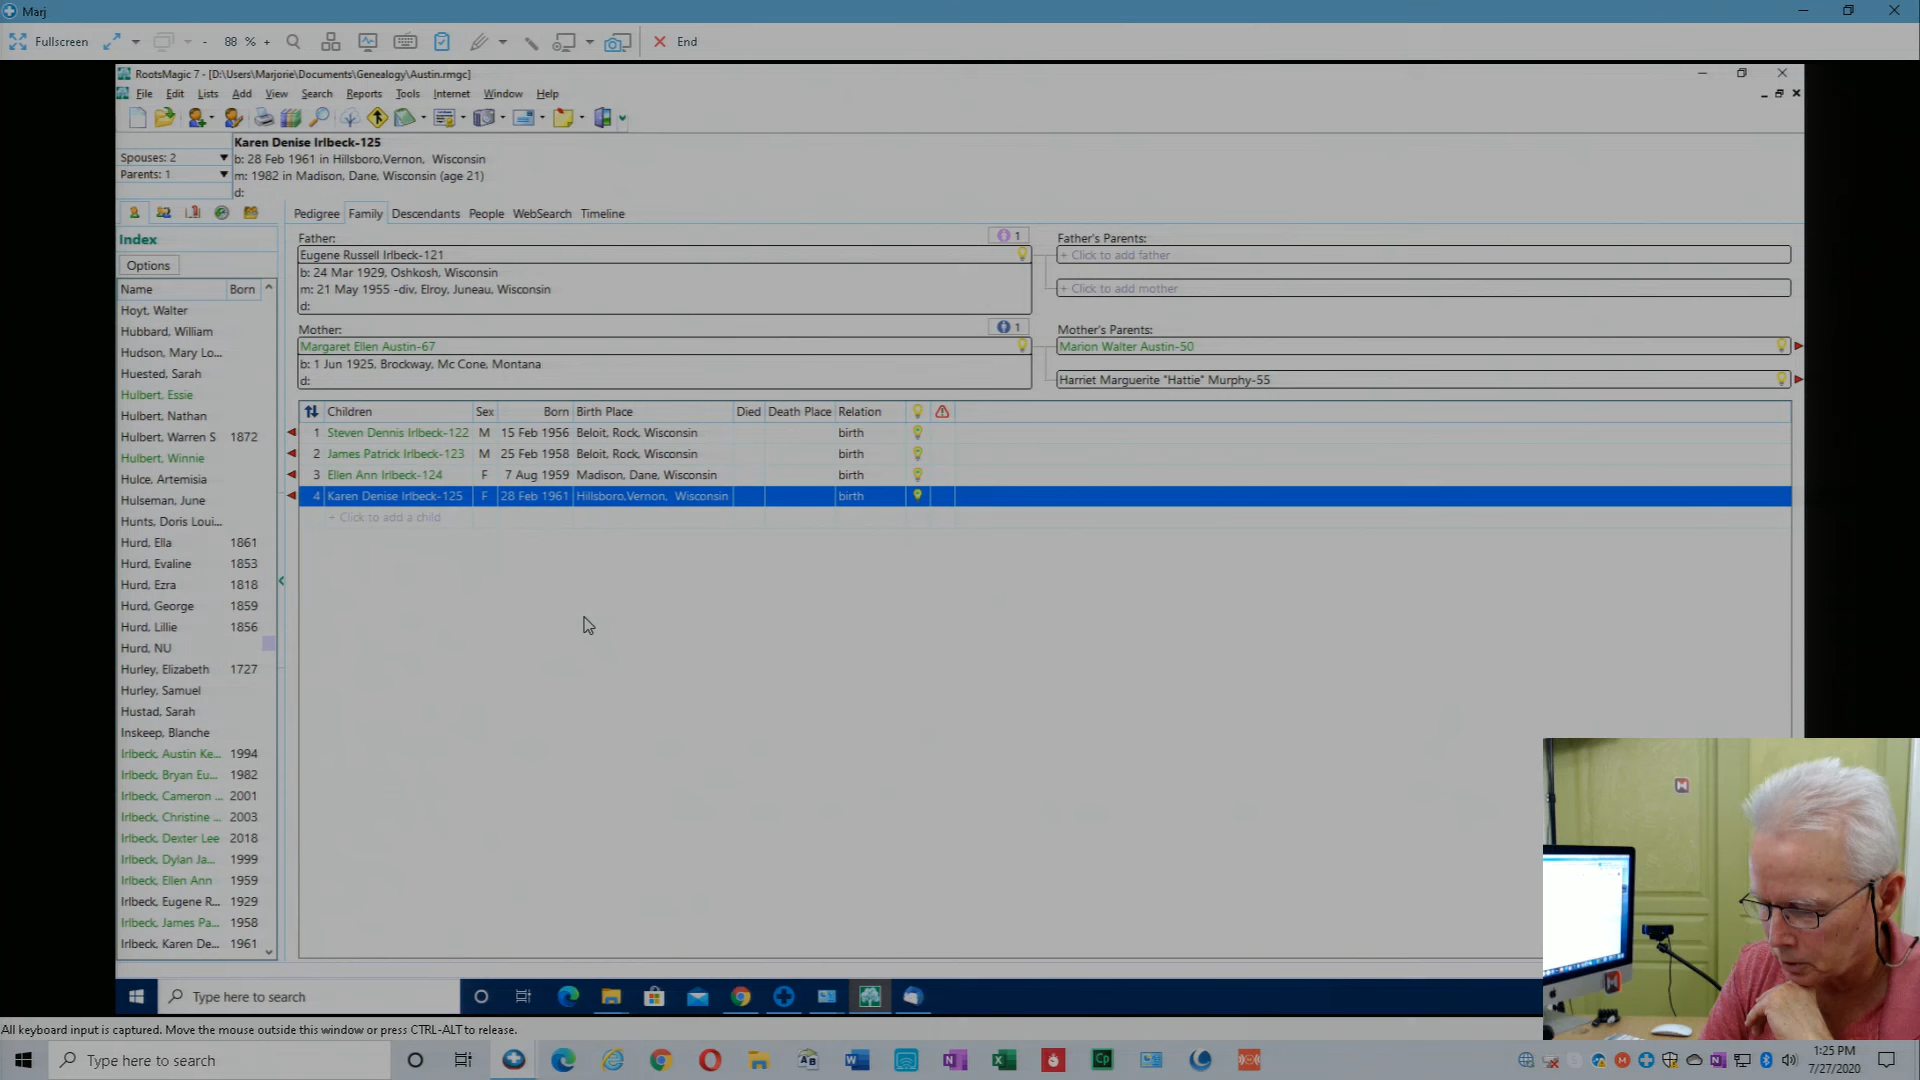 Marj
Fullscreen - 88 % + End
RootsMagic 7 - [D:\Users\Marjorie\Documents\Genealogy\Austin.rmgc]
File Edit Lists Add View Search Reports Tools Internet Window Help
Karen Denise Irlbeck-125
Spouses: 2
b: 28 Feb 1961 in Hillsboro,Vernon, Wisconsin
Parents: 1
m: 1982 in Madison, Dane, Wisconsin (age 21)
d:
Pedigree Family Descendants People WebSearch Timeline
Index
Options
Name Born
Hoyt, Walter
Hubbard, William
Hudson, Mary Lo...
Huested, Sarah
Hulbert, Essie
Hulbert, Nathan
Hulbert, Warren S 1872
Hulbert, Winnie
Hulce, Artemisia
Hulseman, June
Hunts, Doris Loui...
Hurd, Ella 1861
Hurd, Evaline 1853
Hurd, Ezra 1818
Hurd, George 1859
Hurd, Lillie 1856
Hurd, NU
Hurley, Elizabeth 1727
Hurley, Samuel
Hustad, Sarah
Inskeep, Blanche
Irlbeck, Austin Ke... 1994
Irlbeck, Bryan Eu... 1982
Irlbeck, Cameron ... 2001
Irlbeck, Christine ... 2003
Irlbeck, Dexter Lee 2018
Irlbeck, Dylan Ja... 1999
Irlbeck, Ellen Ann 1959
Irlbeck, Eugene R... 1929
Irlbeck, James Pa... 1958
Irlbeck, Karen De... 1961
Father: 1
Eugene Russell Irlbeck-121
b: 24 Mar 1929, Oshkosh, Wisconsin
m: 21 May 1955 -div, Elroy, Juneau, Wisconsin
d:
Father's Parents:
+ Click to add father
+ Click to add mother
Mother: 1
Margaret Ellen Austin-67
b: 1 Jun 1925, Brockway, Mc Cone, Montana
d:
Mother's Parents:
Marion Walter Austin-50
Harriet Marguerite "Hattie" Murphy-55
Children Sex Born Birth Place Died Death Place Relation
1 Steven Dennis Irlbeck-122 M 15 Feb 1956 Beloit, Rock, Wisconsin birth
2 James Patrick Irlbeck-123 M 25 Feb 1958 Beloit, Rock, Wisconsin birth
3 Ellen Ann Irlbeck-124 F 7 Aug 1959 Madison, Dane, Wisconsin birth
4 Karen Denise Irlbeck-125 F 28 Feb 1961 Hillsboro,Vernon, Wisconsin birth
+ Click to add a child
Type here to search
All keyboard input is captured. Move the mouse outside this window or press CTRL-ALT to release.
Type here to search
1:25 PM
7/27/2020